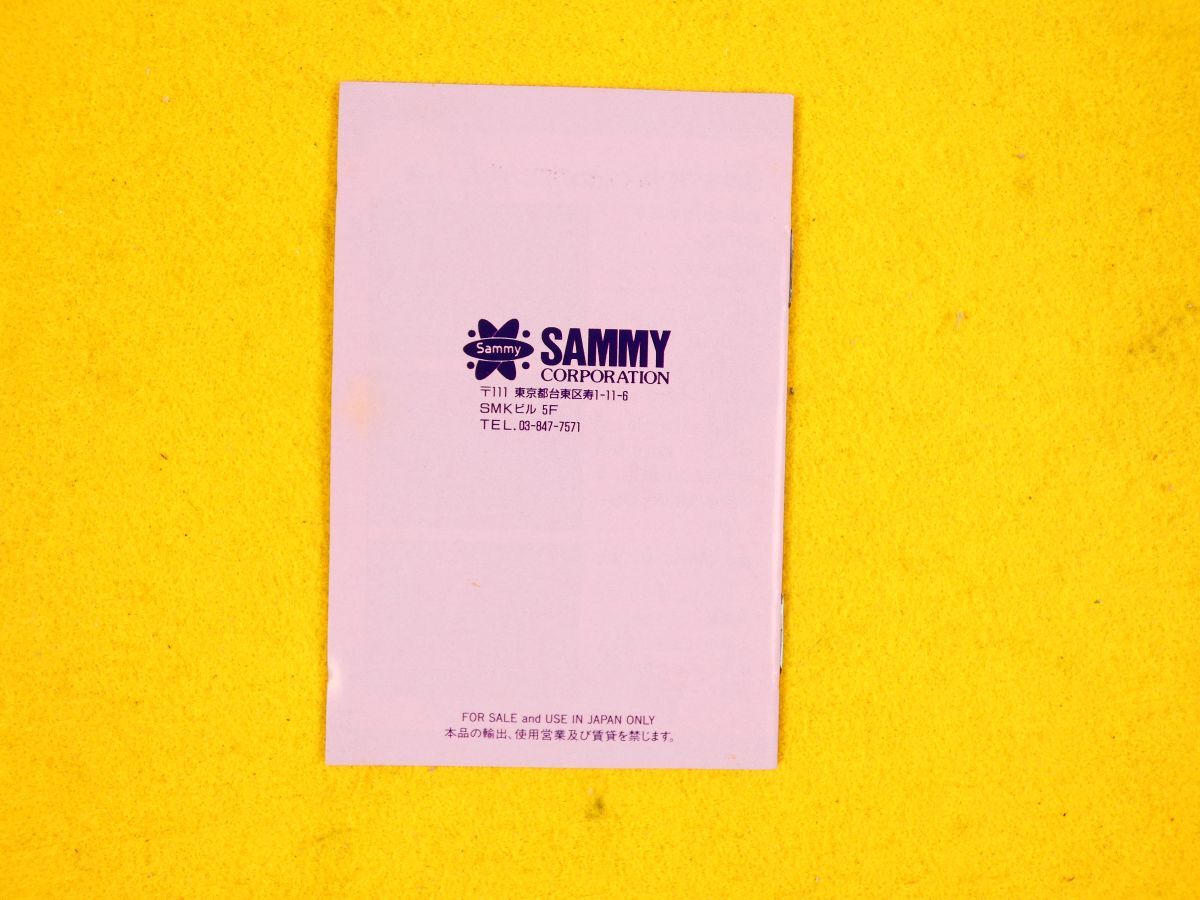 Sammy
SAMMY
CORPORATION
〒111 東京都台東区寿1-11-6
SMKビル 5F
TEL. 03-847-7571
FOR SALE and USE IN JAPAN ONLY
本品の輸出、使用営業及び賃貸を禁じます。